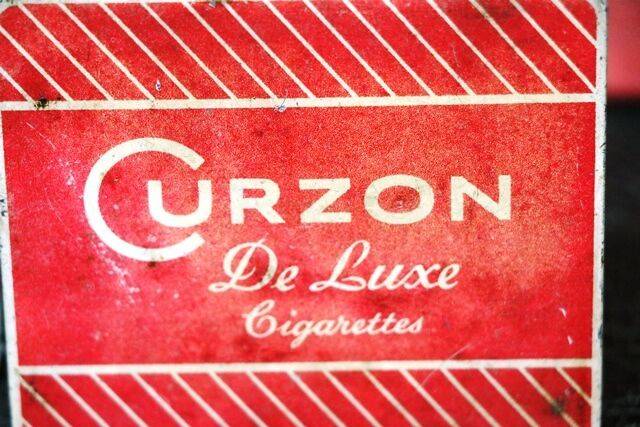 CURZON
De Luxe
Cigarettes